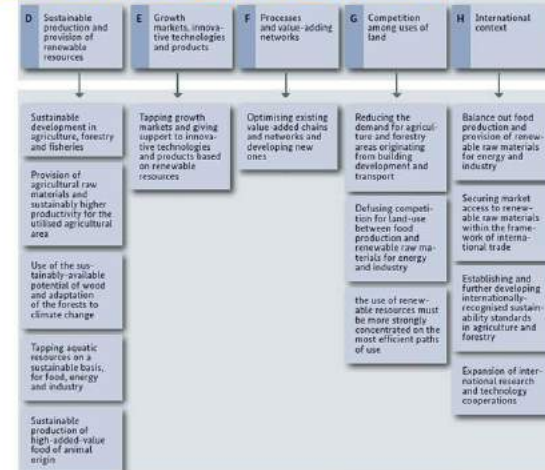 D Sustainable
production and
provision of
renewable
resources
E Growth
markets, innova-
tive technologies
and products
F Processes
and value-adding
networks
G Competition
among uses of
land
H International
context
Sustainable
development in
agriculture, forestry
and fisheries
Provision of
agricultural raw
materials and
sustainably higher
productivity for the
utilised agricultural
area
Use of the sus-
tainably-available
potential of wood
and adaptation
of the forests to
climate change
Tapping aquatic
resources on a
sustainable basis,
for food, energy
and industry
Sustainable
production of
high-added-value
food of animal
origin
Tapping growth
markets and giving
support to innova-
tive technologies
and products based
on renewable
resources
Optimising existing
value-added chains
and networks and
developing new
ones
Reducing the
demand for agricul-
ture and forestry
areas originating
from building
development and
transport
Defusing competi-
tion for land-use
between food
production and
renewable raw ma-
terials for energy
and industry
the use of renew-
able resources must
be more strongly
concentrated on the
most efficient paths
of use
Balance out food
production and
provision of renew-
able raw materials
for energy and
industry
Securing market
access to renew-
able raw materials
within the frame-
work of interna-
tional trade
Establishing and
further developing
internationally-
recognised sustain-
ability standards
in agriculture and
forestry
Expansion of inter-
national research
and technology
cooperations